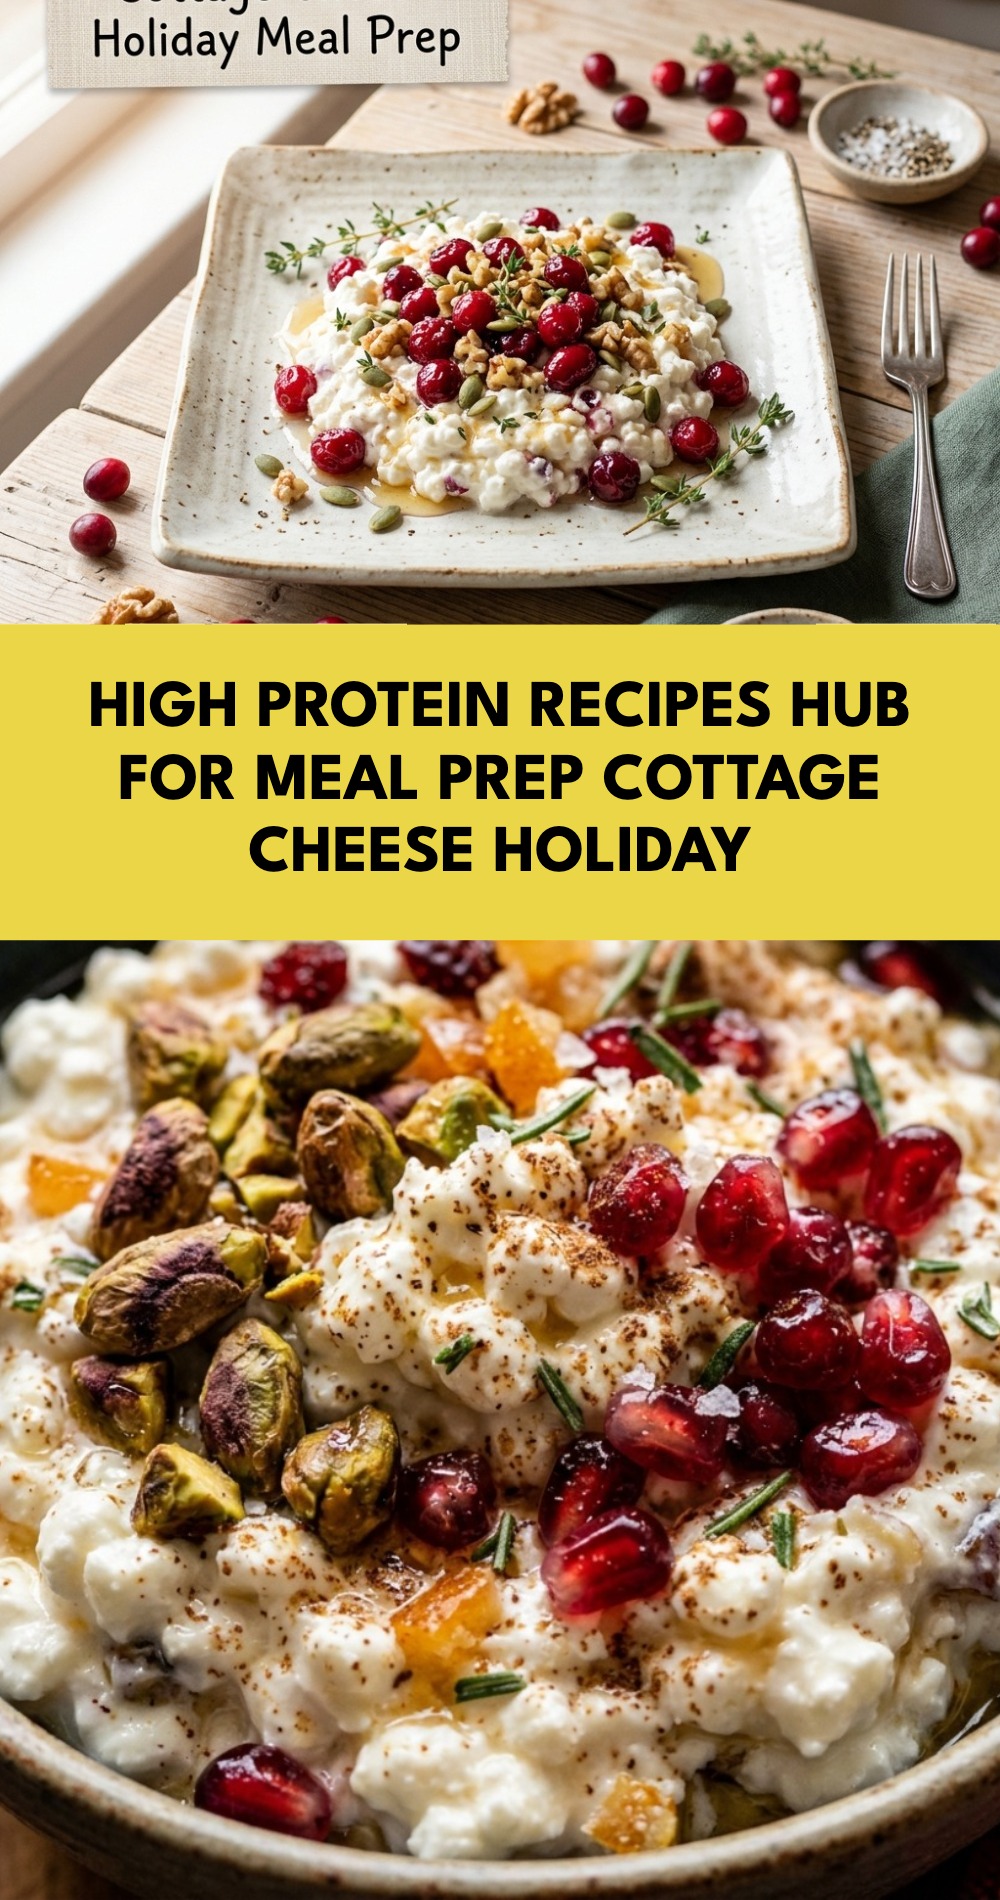 Holiday Meal Prep
HIGH PROTEIN RECIPES HUB
FOR MEAL PREP COTTAGE
CHEESE HOLIDAY